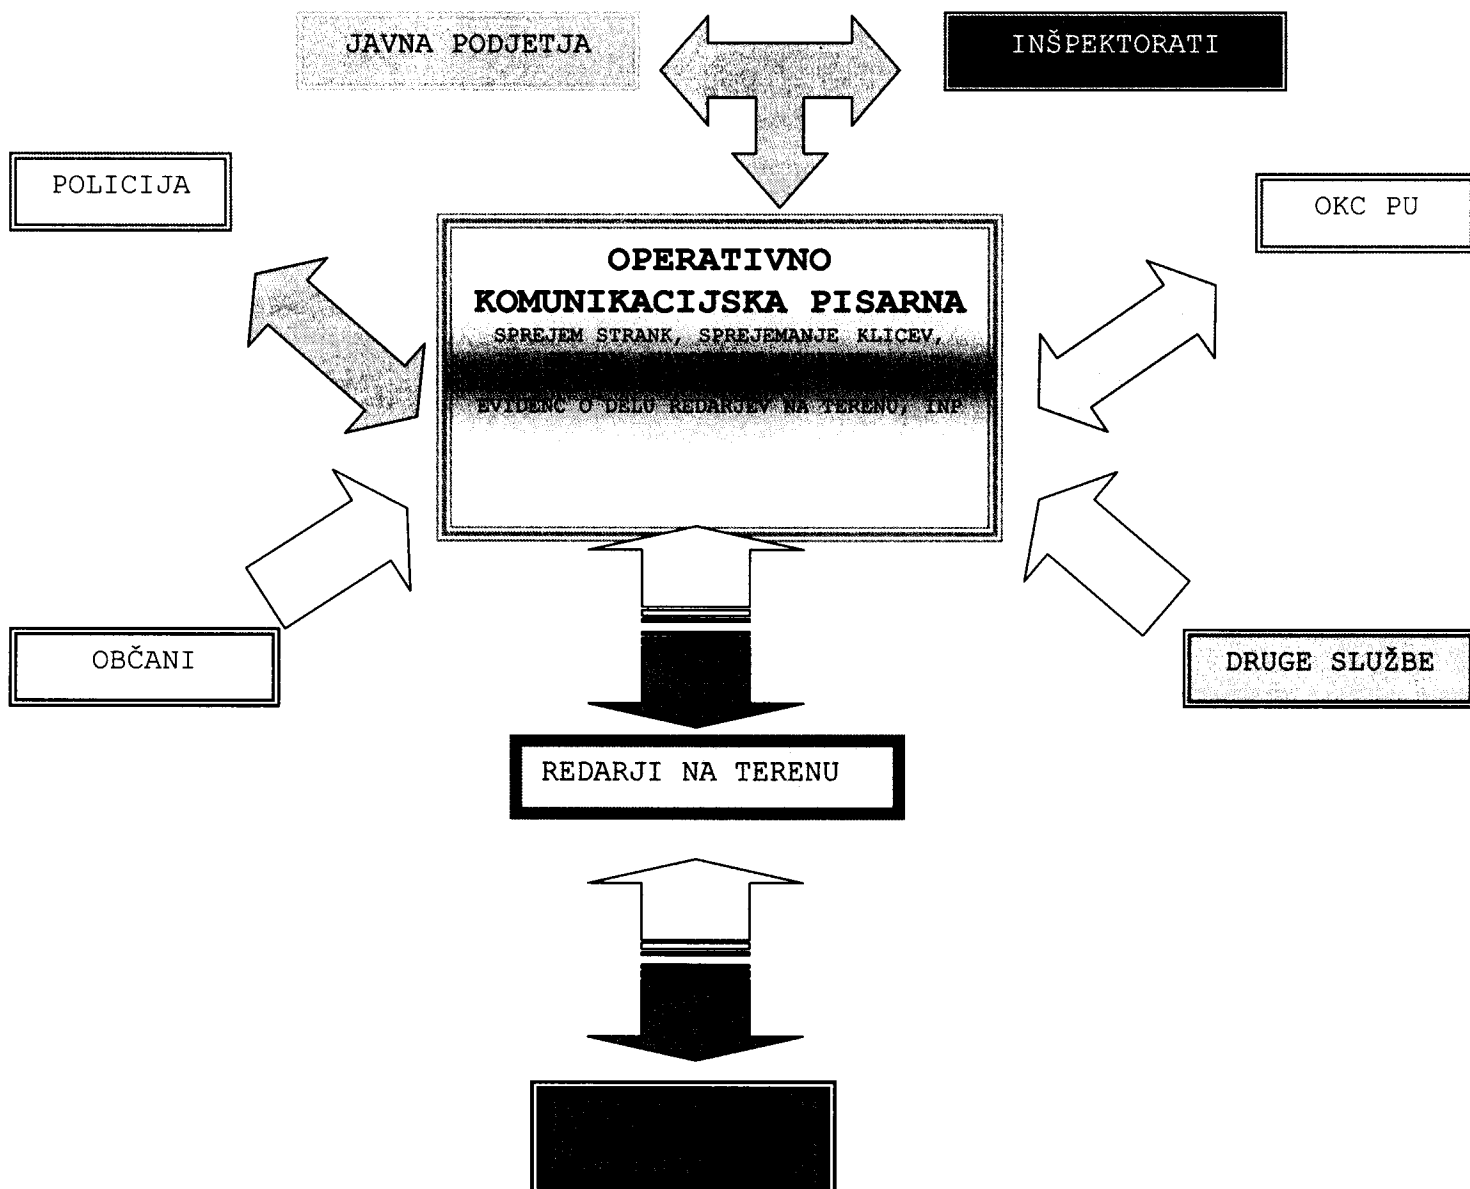 JAVNA PODJETJA
INŠPEKTORATI
POLICIJA
OKC PU
OPERATIVNO
KOMUNIKACIJSKA PISARNA
SPREJEM STRANK, SPREJEMANJE KLICEV,
EVIDENC O DELU REDARJEV NA TERENU, INP
OBČANI
DRUGE SLUŽBE
REDARJI NA TERENU